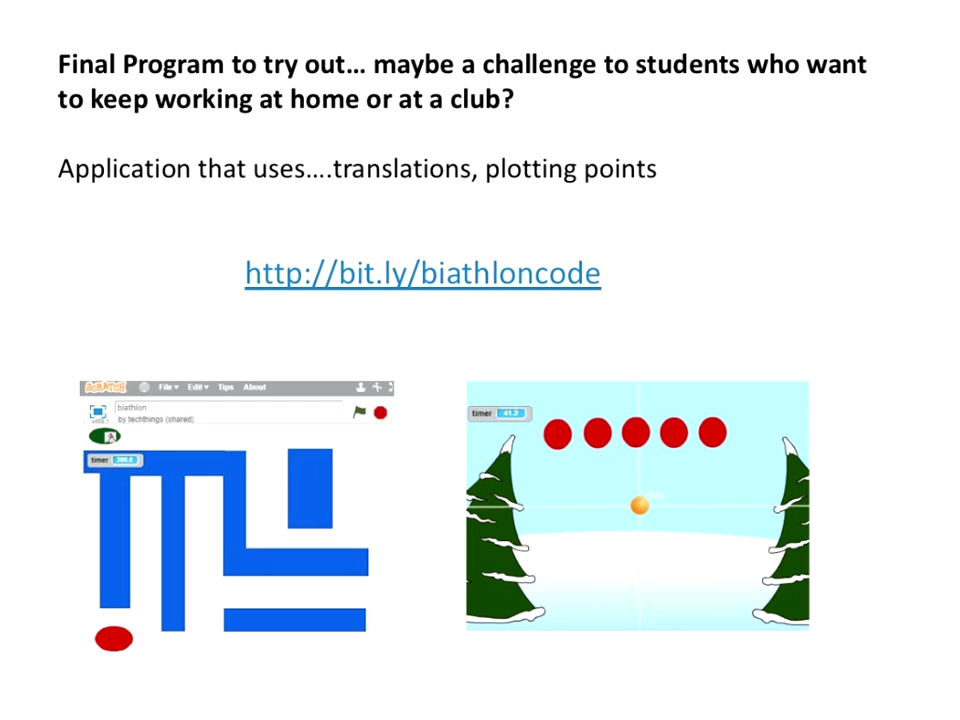 Final Program to try out… maybe a challenge to students who want
to keep working at home or at a club?
Application that uses….translations, plotting points
http://bit.ly/biathloncode
SCRATCH File▾ Edit▾ Tips About
biathlon
by techthings (shared)
timer
timer 41.2